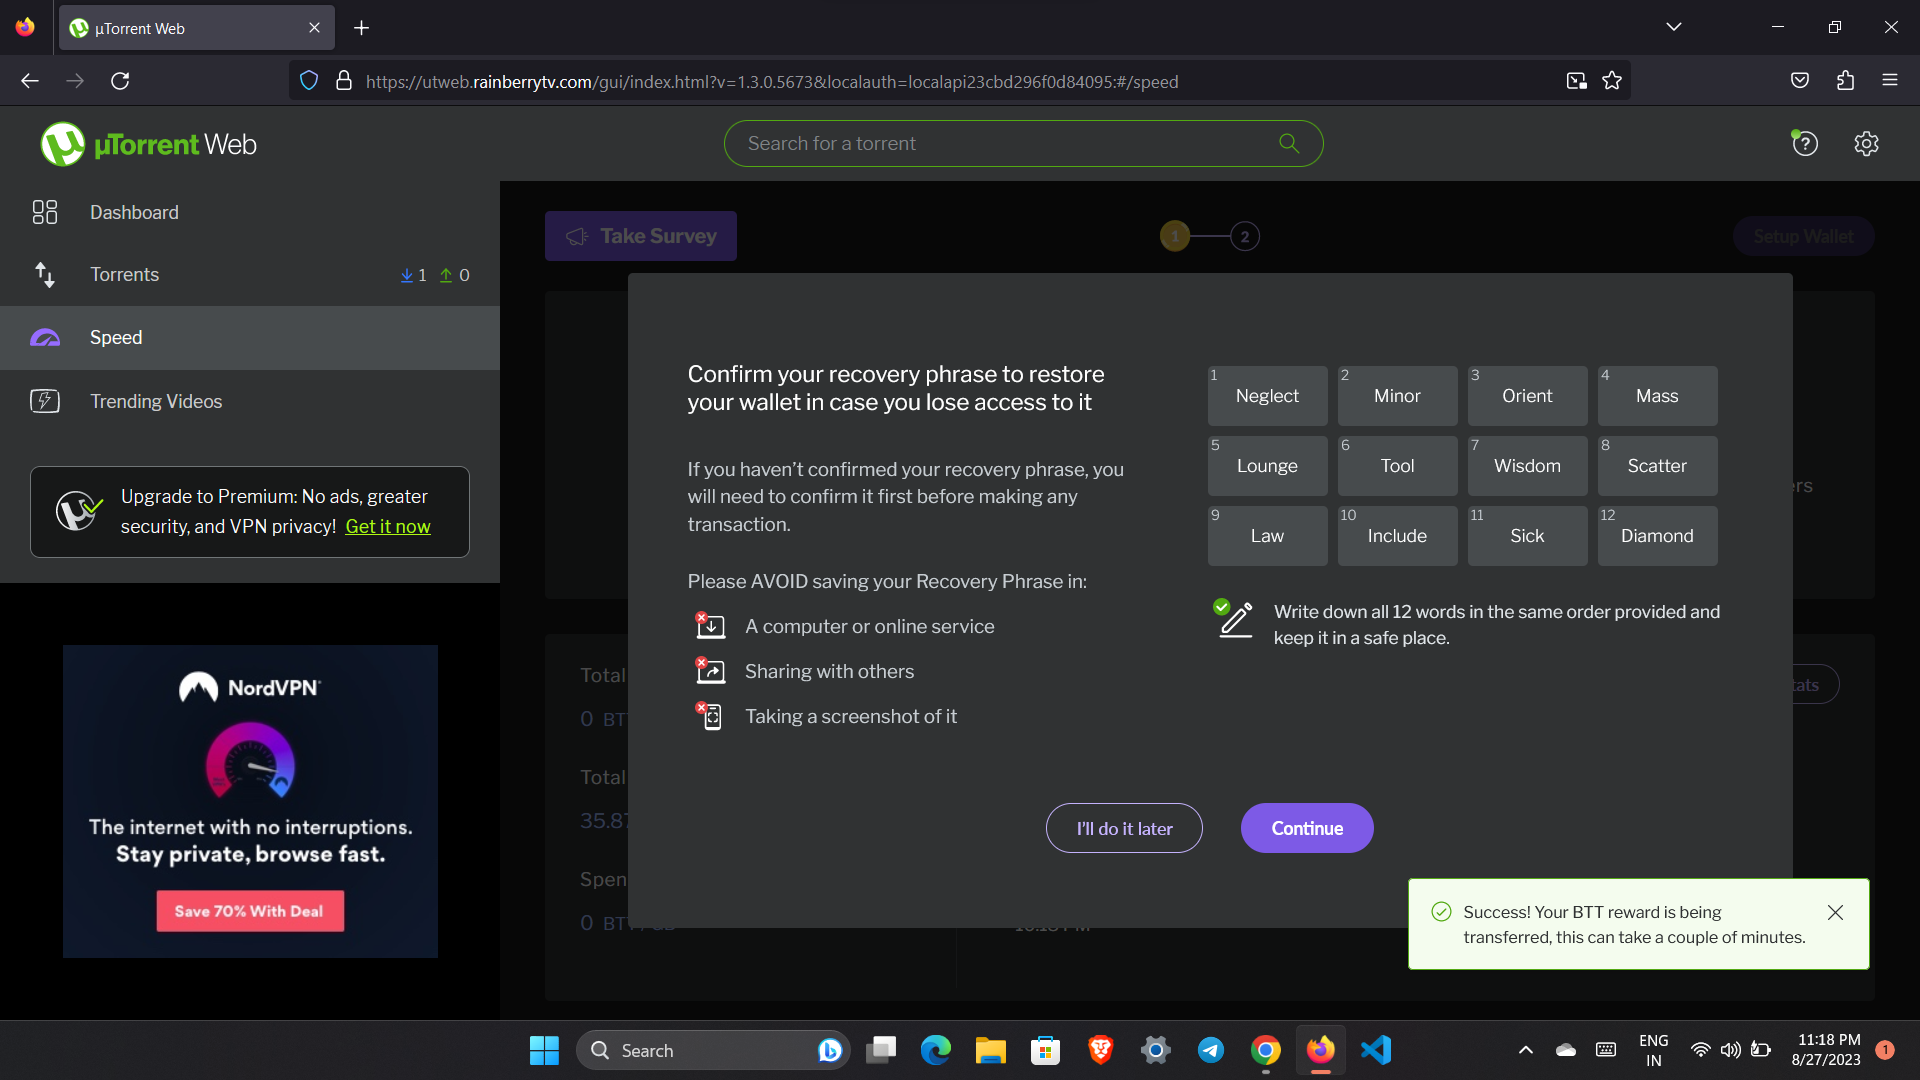 µTorrent Web
https://utweb.rainberrytv.com/gui/index.html?v=1.3.0.5673&localauth=localapi23cbd296f0d84095:#/speed
µTorrent Web
Search for a torrent
?
Dashboard
Torrents
1 0
Speed
Trending Videos
Upgrade to Premium: No ads, greater
security, and VPN privacy! Get it now
NordVPN
The internet with no interruptions.
Stay private, browse fast.
Save 70% With Deal
Take Survey
1 2
Setup Wallet
Confirm your recovery phrase to restore
your wallet in case you lose access to it
If you haven't confirmed your recovery phrase, you
will need to confirm it first before making any
transaction.
Please AVOID saving your Recovery Phrase in:
A computer or online service
Sharing with others
Taking a screenshot of it
1 Neglect
2 Minor
3 Orient
4 Mass
5 Lounge
6 Tool
7 Wisdom
8 Scatter
9 Law
10 Include
11 Sick
12 Diamond
Write down all 12 words in the same order provided and
keep it in a safe place.
I'll do it later
Continue
Total
0 BT
Total
35.87
Spen
0
Success! Your BTT reward is being
transferred, this can take a couple of minutes.
Search
ENG
IN
11:18 PM
8/27/2023
1